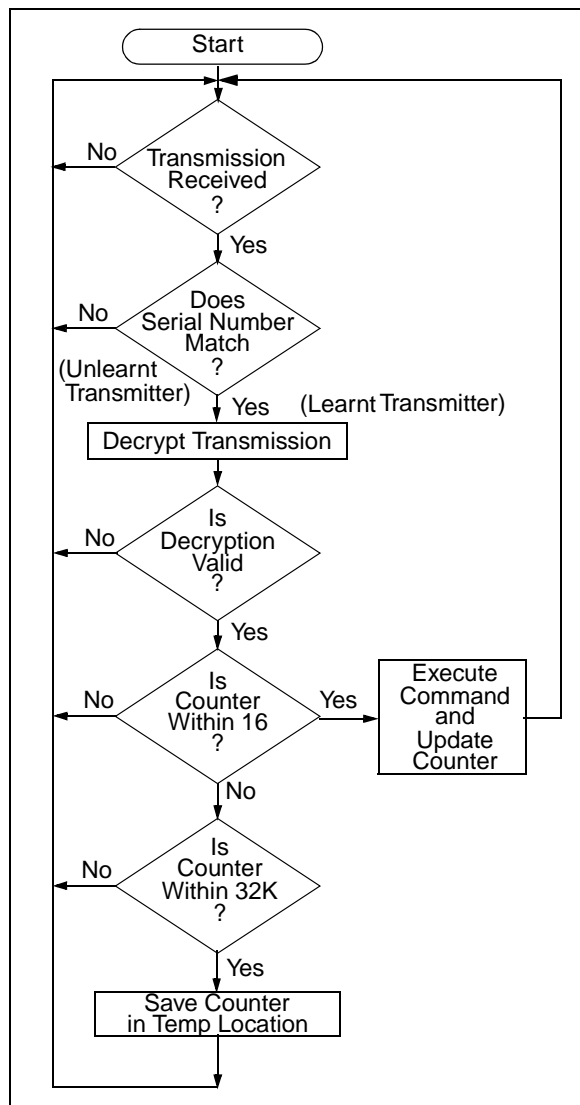 Start
No
Transmission
Received
?
Yes
No
Does
Serial Number
Match
?
(Unlearnt
Transmitter)
Yes
(Learnt Transmitter)
Decrypt Transmission
No
Is
Decryption
Valid
?
Yes
No
Is
Counter
Within 16
?
Yes
Execute
Command
and
Update
Counter
No
No
Is
Counter
Within 32K
?
Yes
Save Counter
in Temp Location